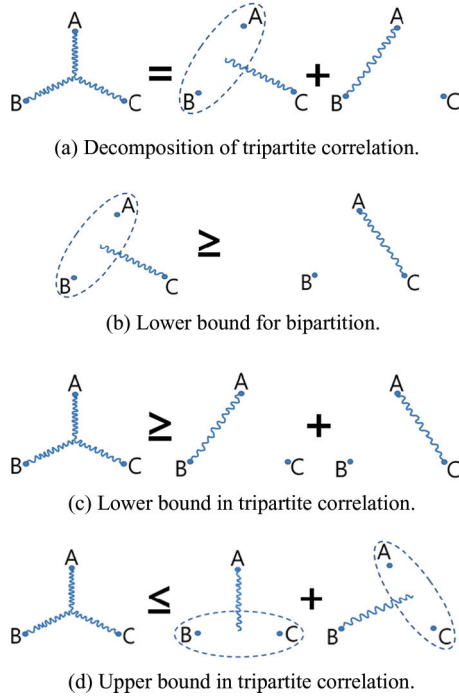 A A A
B C = B C + B C
(a) Decomposition of tripartite correlation.
A A
B C ≥ B C
(b) Lower bound for bipartition.
A A A
B C ≥ B C + B C
(c) Lower bound in tripartite correlation.
A A A
B C ≤ B C + B C
(d) Upper bound in tripartite correlation.